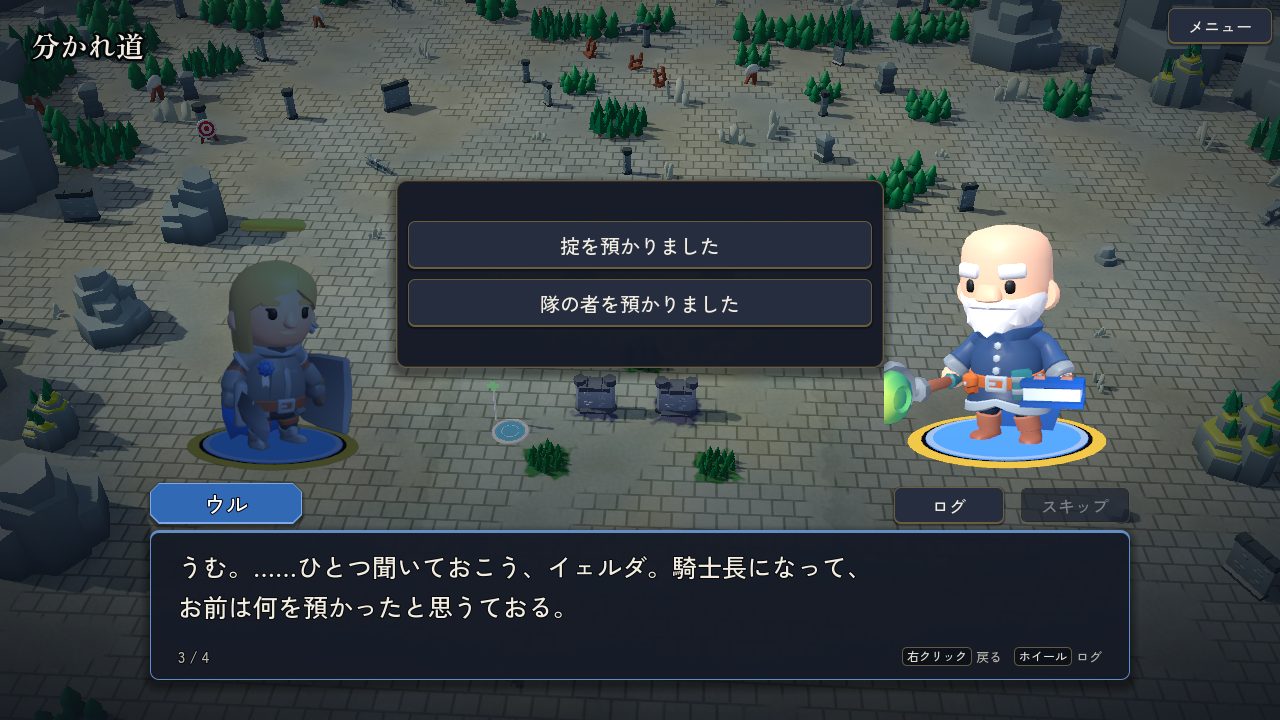 分かれ道
メニュー
掟を預かりました
隊の者を預かりました
ウル
ログ
スキップ
うむ。……ひとつ聞いておこう、イェルダ。騎士長になって、
お前は何を預かったと思うておる。
3 / 4
右クリック 戻る ホイール ログ